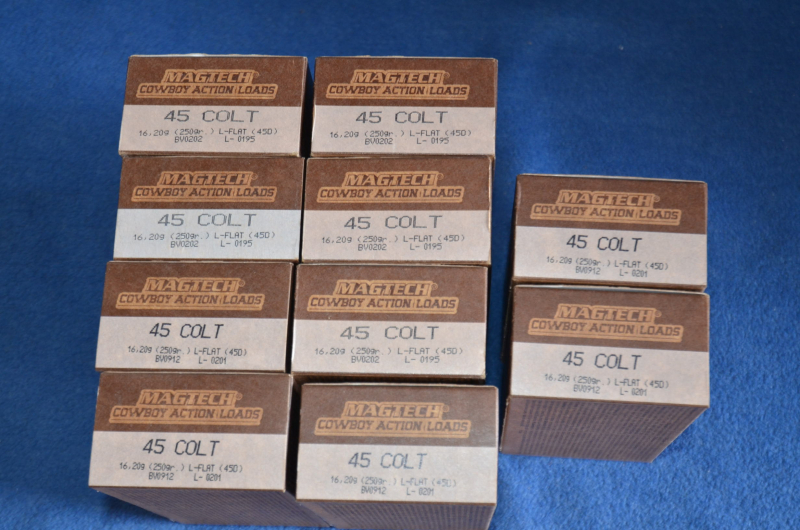 MAGTECH
COWBOY ACTION LOADS
45 COLT
16,20g (250gr.) L-FLAT (45D)
BV0202 L- 0195
MAGTECH
COWBOY ACTION LOADS
45 COLT
16,20g (250gr.) L-FLAT (45D)
BV0202 L- 0195
MAGTECH
COWBOY ACTION LOADS
45 COLT
16,20g (250gr.) L-FLAT (45D)
BV0202 L- 0195
MAGTECH
COWBOY ACTION LOADS
45 COLT
16,20g (250gr.) L-FLAT (45D)
BV0202 L- 0195
MAGTECH
COWBOY ACTION LOADS
45 COLT
16,20g (250gr.) L-FLAT (45D)
BV0912 L- 0201
MAGTECH
COWBOY ACTION LOADS
45 COLT
16,20g (250gr.) L-FLAT (45D)
BV0912 L- 0201
MAGTECH
COWBOY ACTION LOADS
45 COLT
16,20g (250gr.) L-FLAT (45D)
BV0202 L- 0195
MAGTECH
COWBOY ACTION LOADS
45 COLT
16,20g (250gr.) L-FLAT (45D)
BV0912 L- 0201
MAGTECH
COWBOY ACTION LOADS
45 COLT
16,20g (250gr.) L-FLAT (45D)
BV0912 L- 0201
MAGTECH
COWBOY ACTION LOADS
45 COLT
16,20g (250gr.) L-FLAT (45D)
BV0912 L- 0201